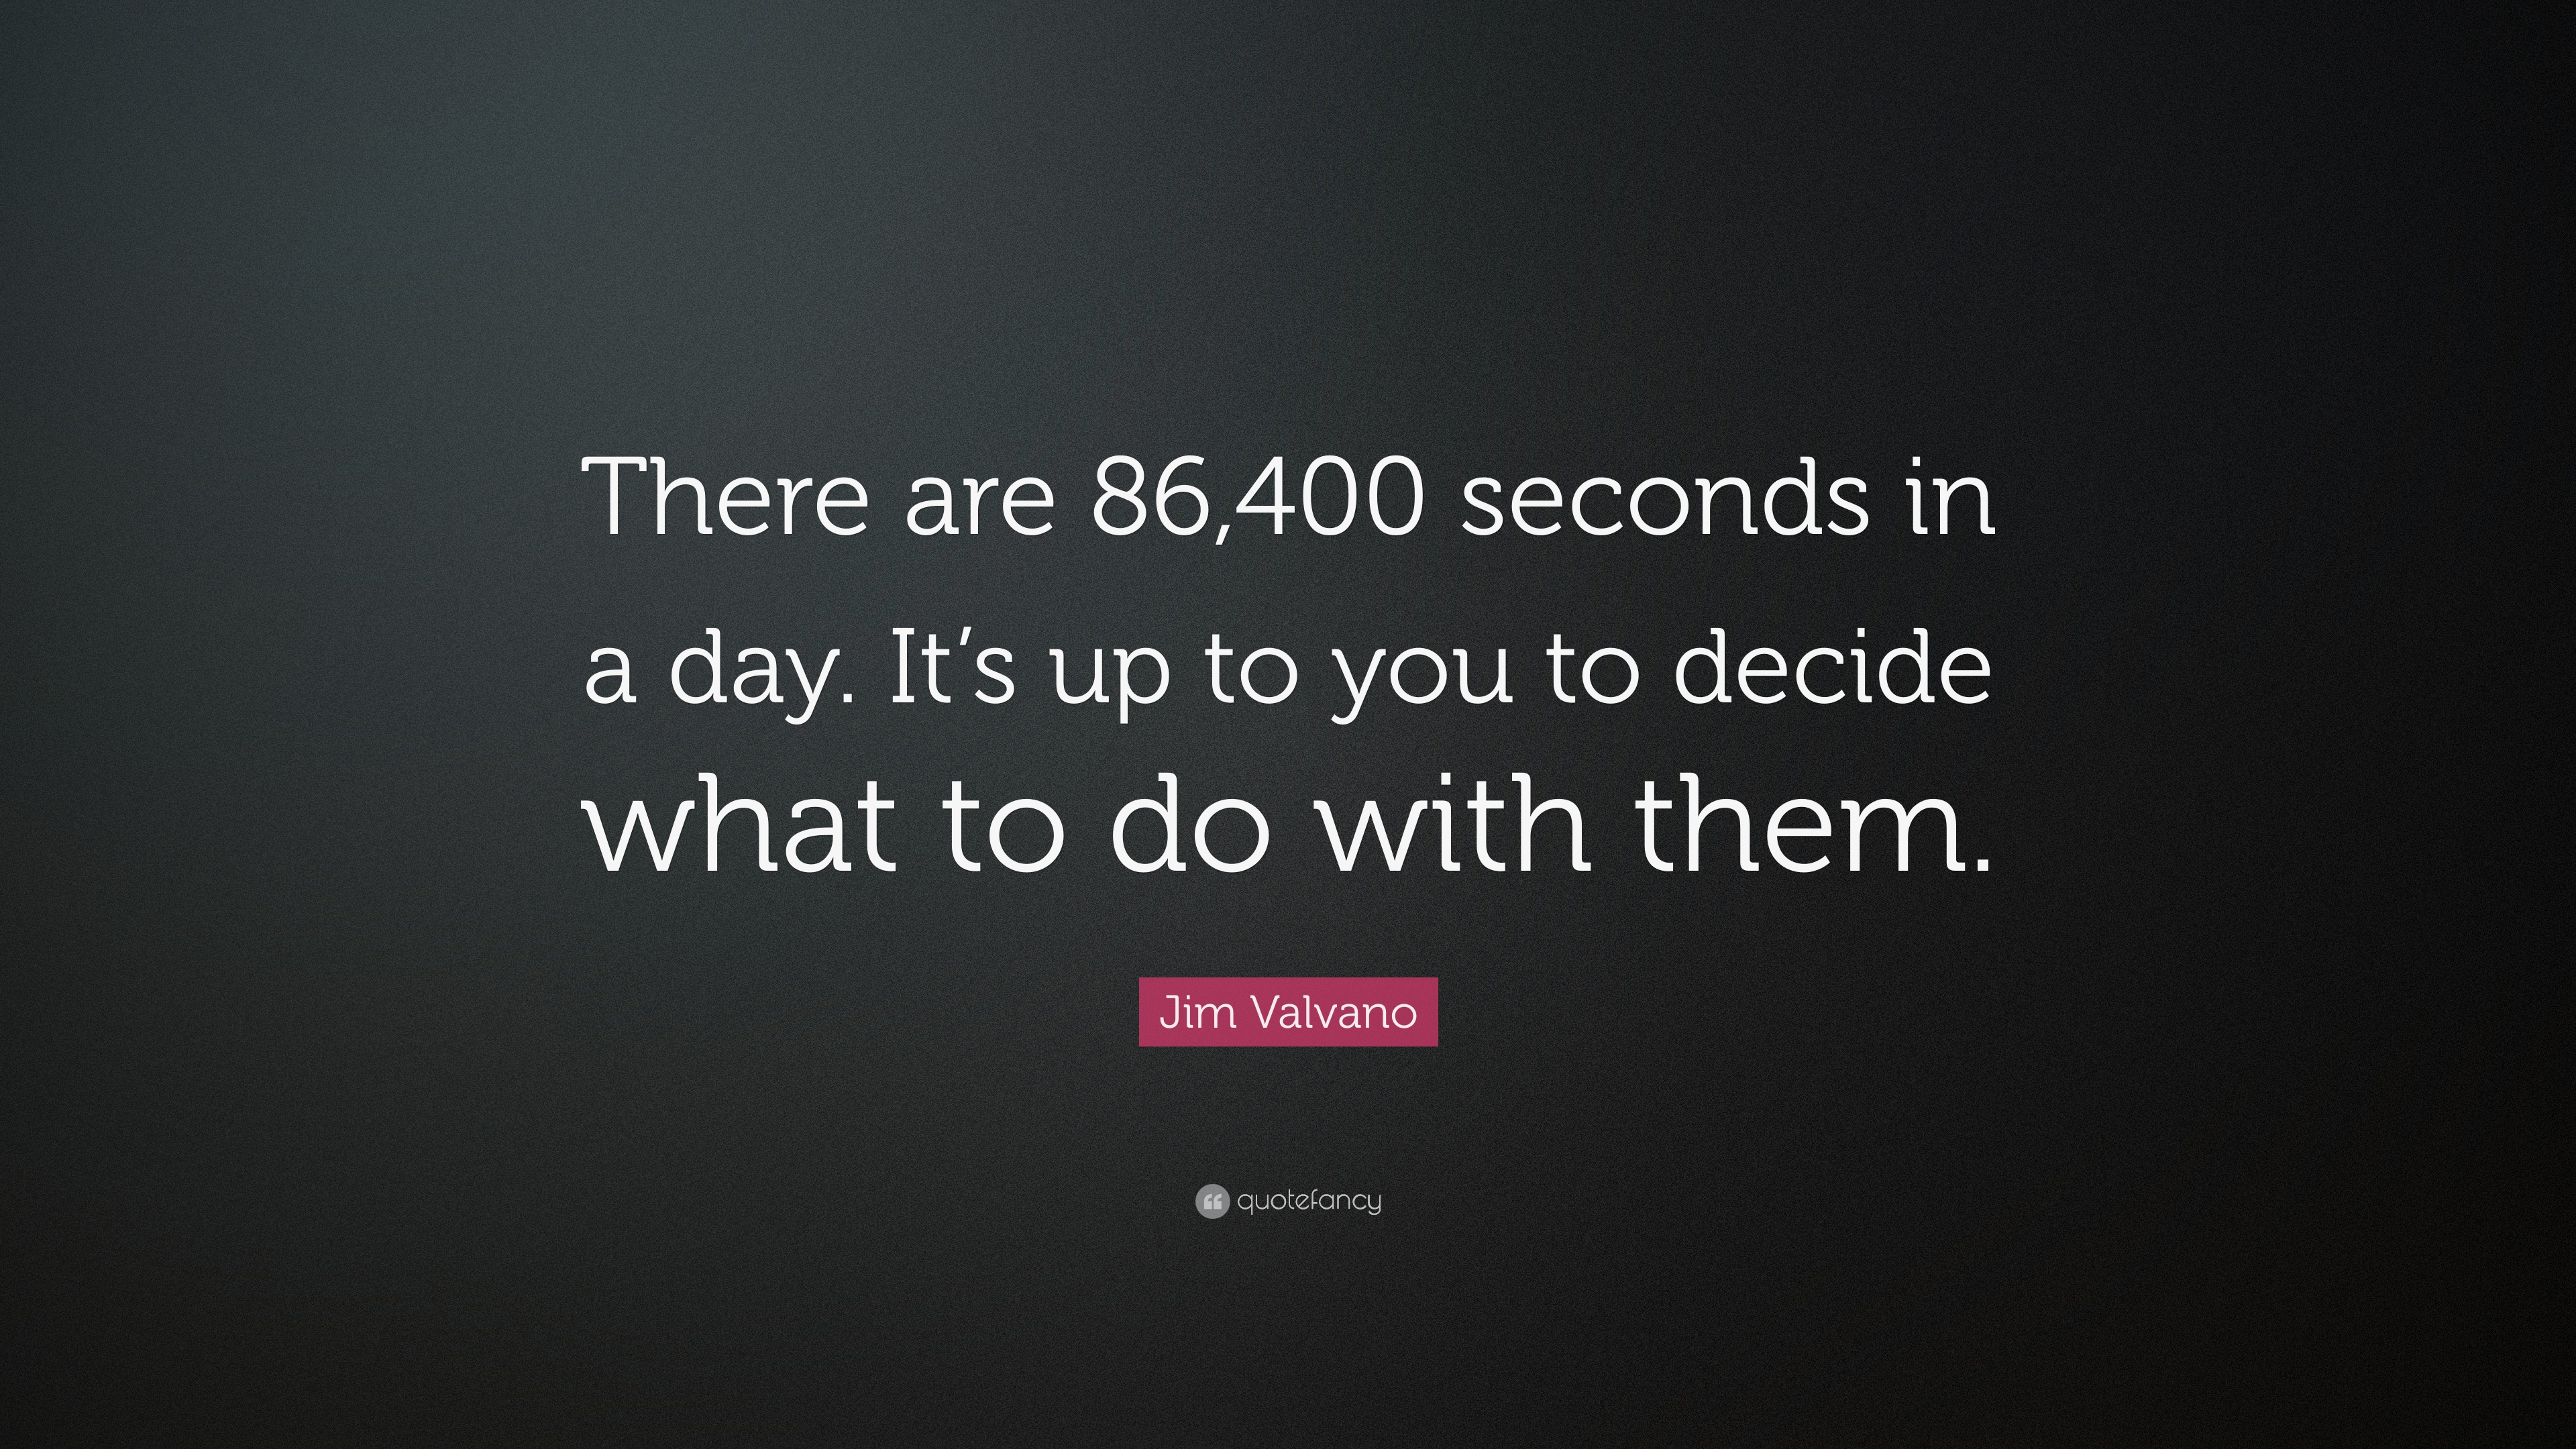 There are 86,400 seconds in
a day. It’s up to you to decide
what to do with them.
Jim Valvano
quotefancy